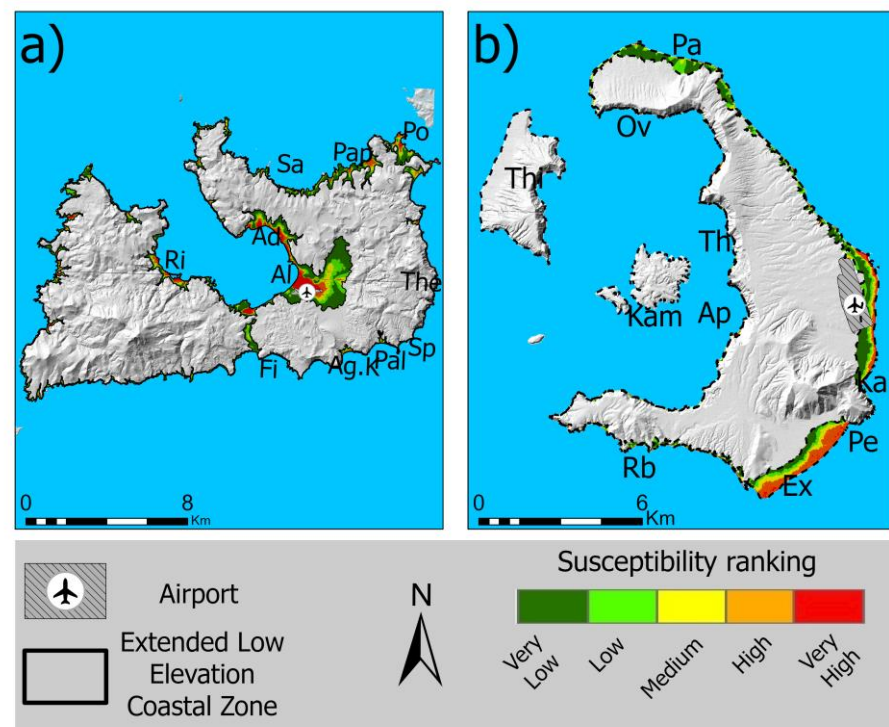 a)
Po
Sa
Pap
Ad
Ri
Al
The
Fi
Ag.k
Pal
Sp
0
8
Km
b)
Pa
Ov
Thi
Th
Kam
Ap
Ka
Pe
Rb
Ex
0
6
Km
Airport
Extended Low
Elevation
Coastal Zone
N
Susceptibility ranking
Very
Low
Low
Medium
High
Very
High